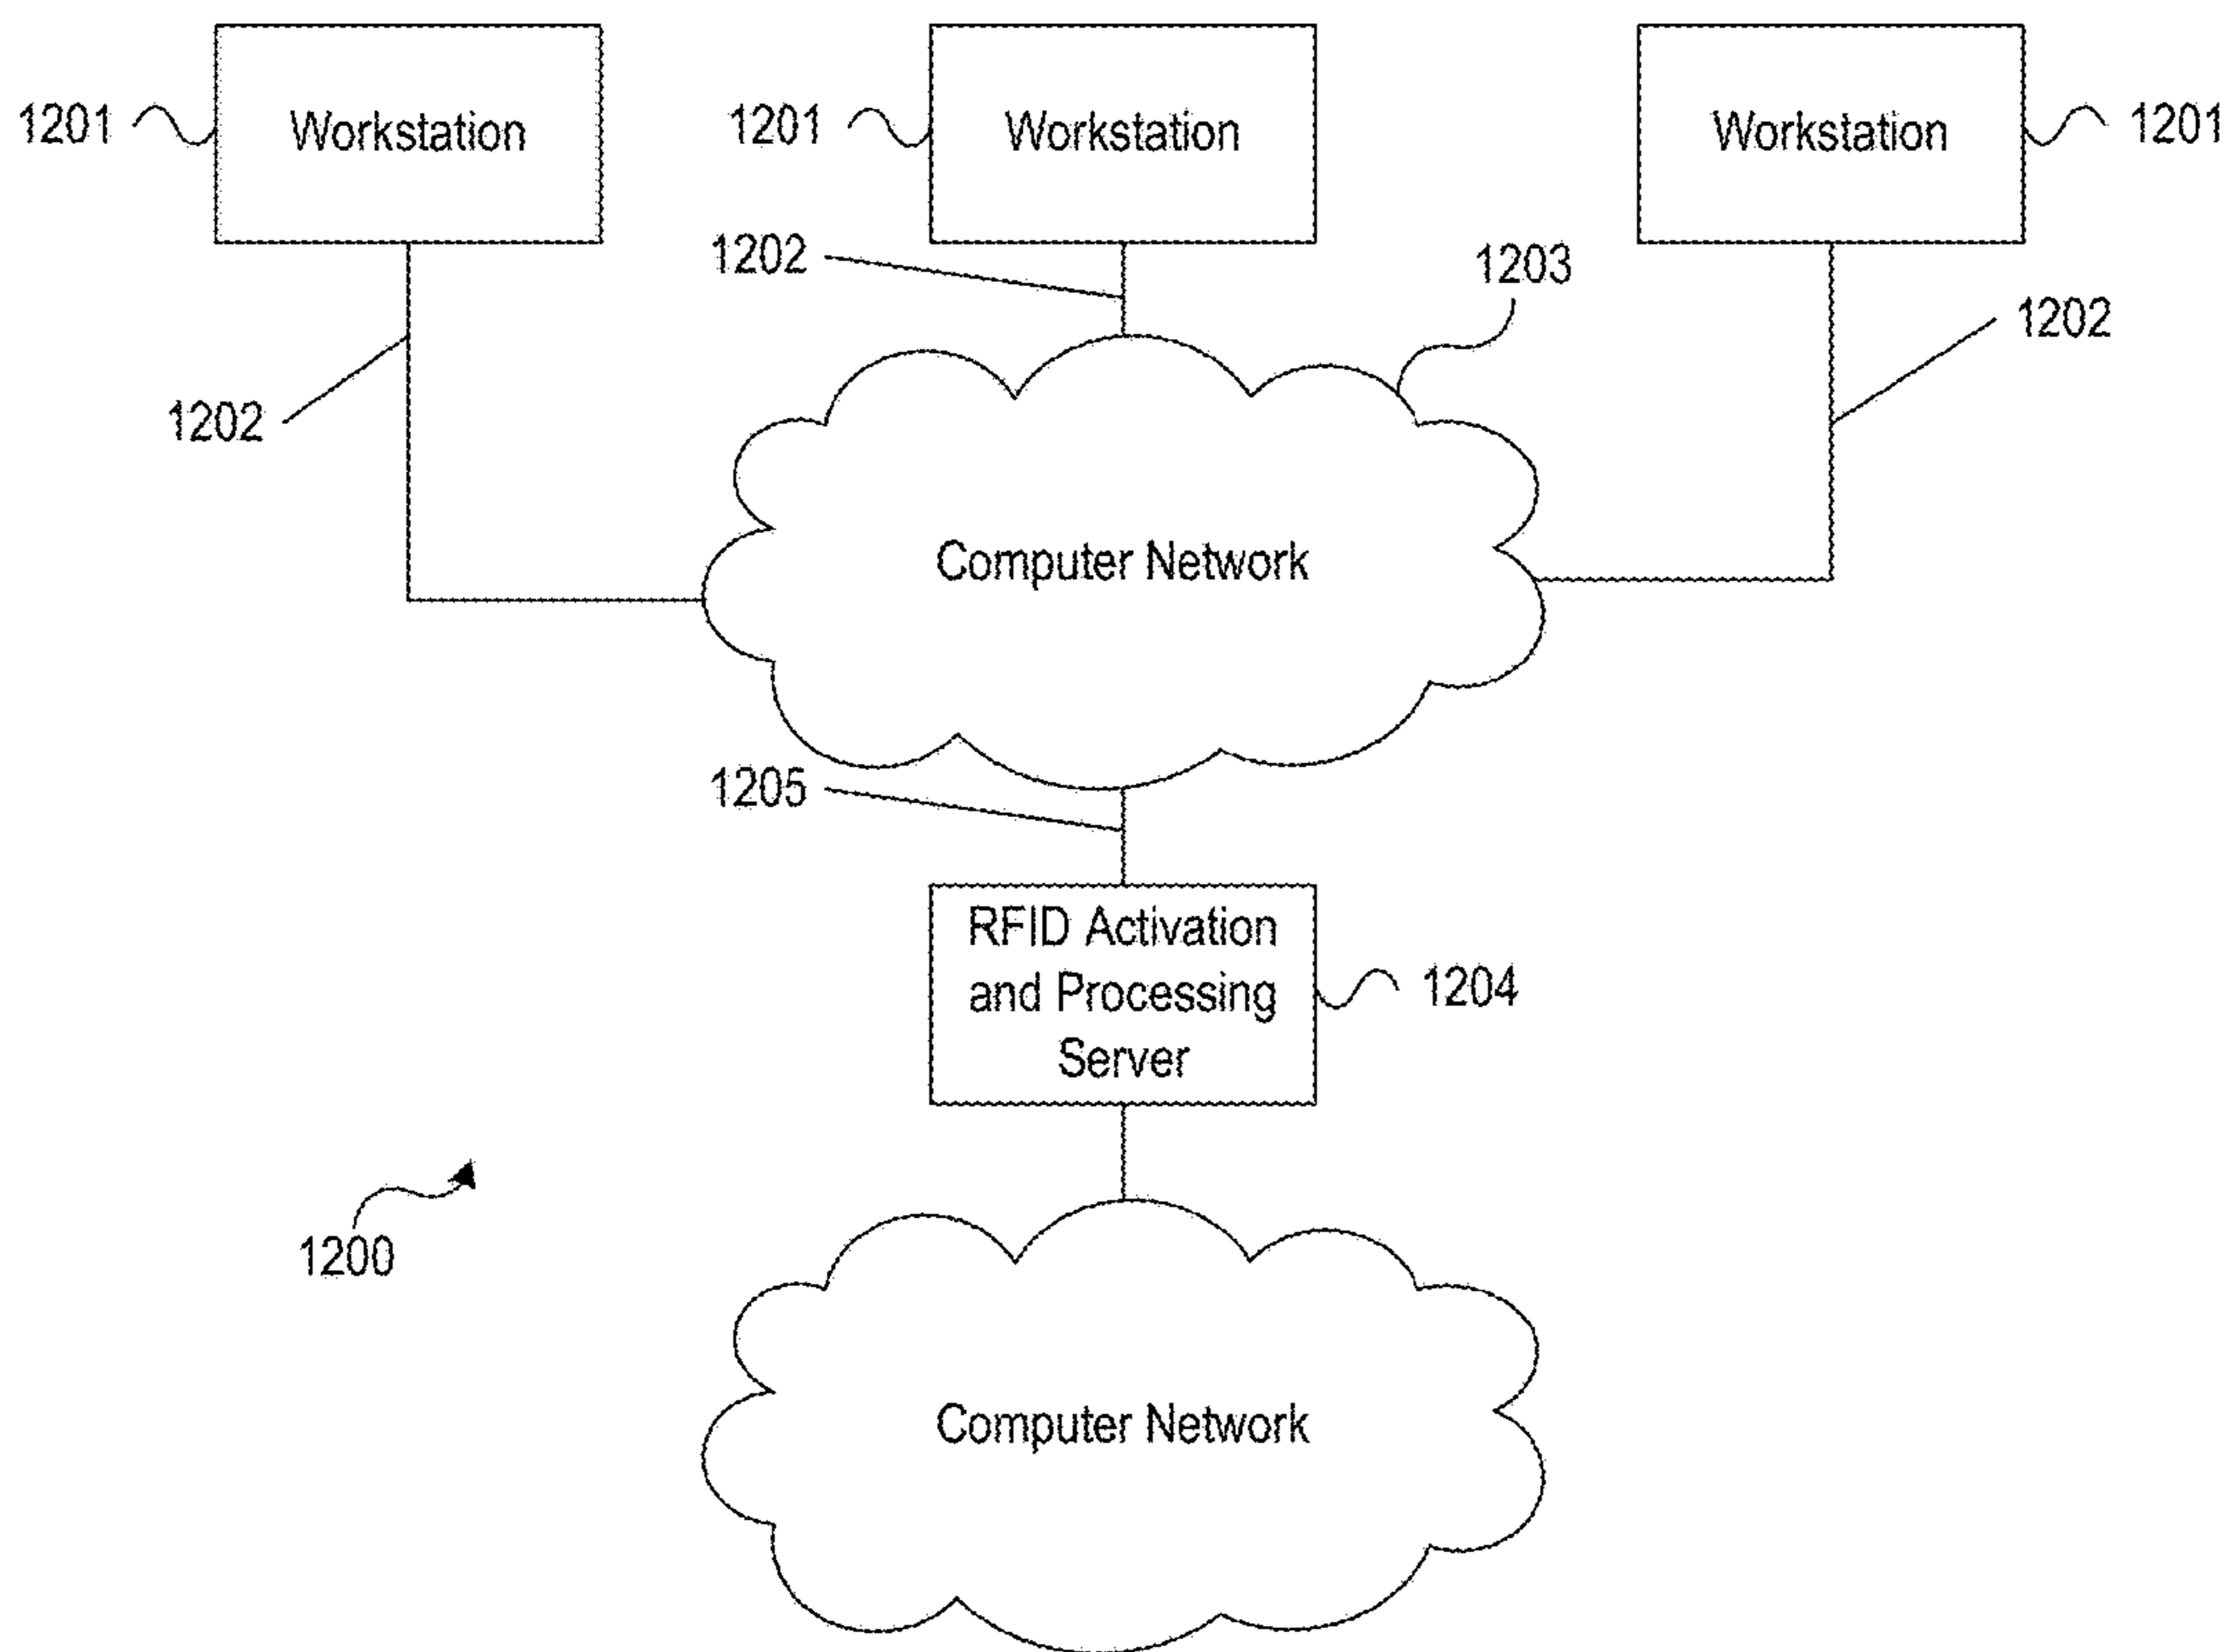 1201
Workstation
1201
Workstation
Workstation
1201
1202
1203
1202
1202
Computer Network
1205
RFID Activation
and Processing
Server
1204
1200
Computer Network